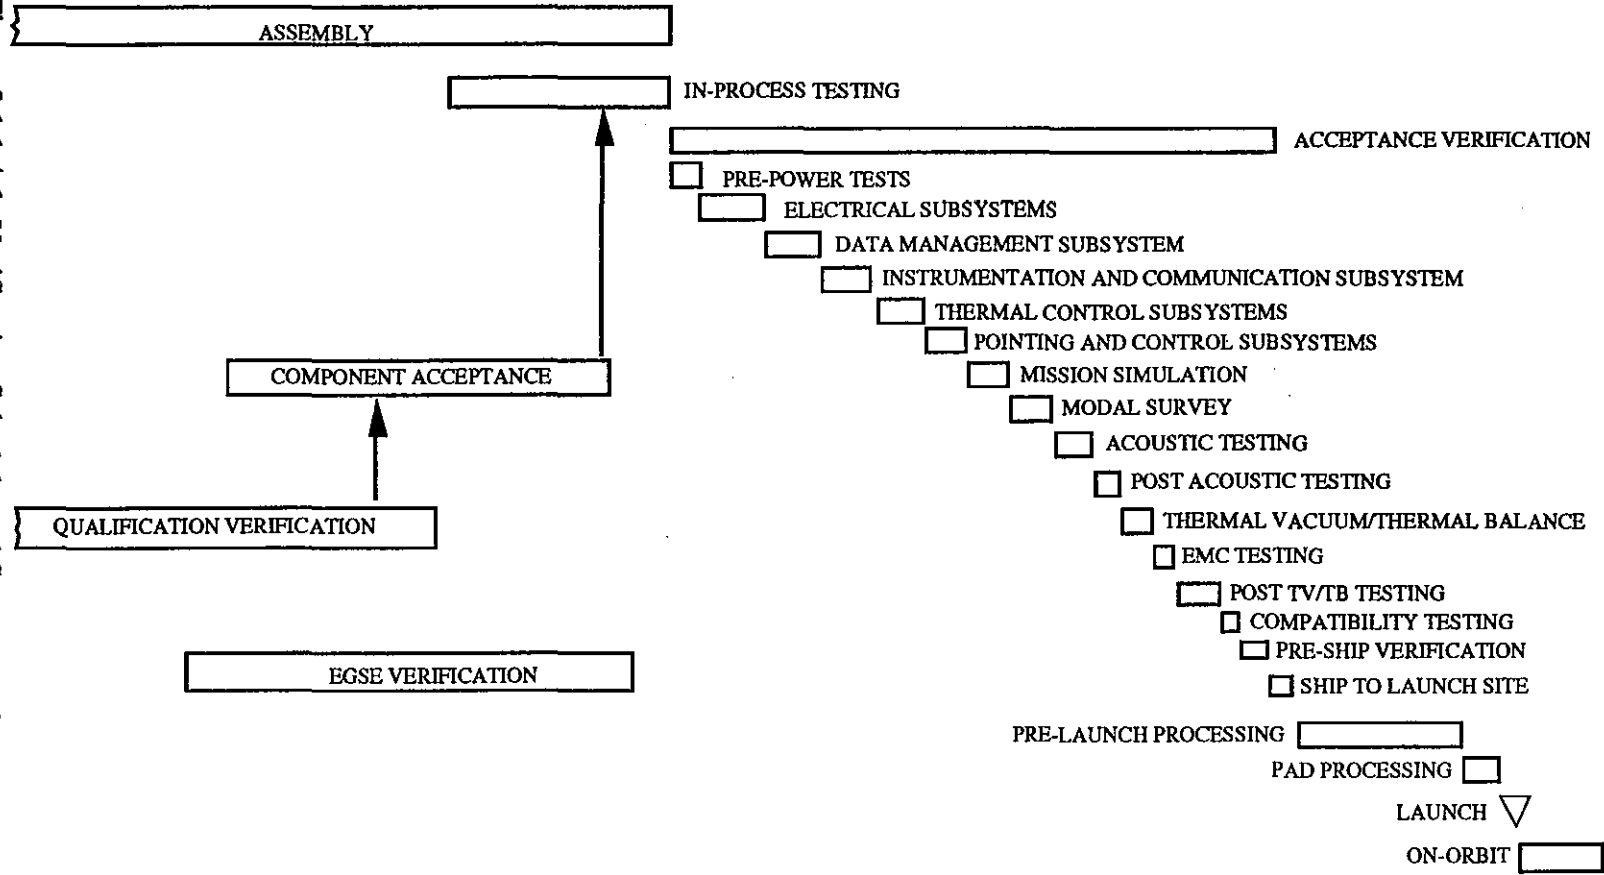 ASSEMBLY
IN-PROCESS TESTING
ACCEPTANCE VERIFICATION
PRE-POWER TESTS
ELECTRICAL SUBSYSTEMS
DATA MANAGEMENT SUBSYSTEM
INSTRUMENTATION AND COMMUNICATION SUBSYSTEM
THERMAL CONTROL SUBSYSTEMS
POINTING AND CONTROL SUBSYSTEMS
COMPONENT ACCEPTANCE
MISSION SIMULATION
MODAL SURVEY
ACOUSTIC TESTING
POST ACOUSTIC TESTING
QUALIFICATION VERIFICATION
THERMAL VACUUM/THERMAL BALANCE
EMC TESTING
POST TV/TB TESTING
COMPATIBILITY TESTING
PRE-SHIP VERIFICATION
EGSE VERIFICATION
SHIP TO LAUNCH SITE
PRE-LAUNCH PROCESSING
PAD PROCESSING
LAUNCH
ON-ORBIT